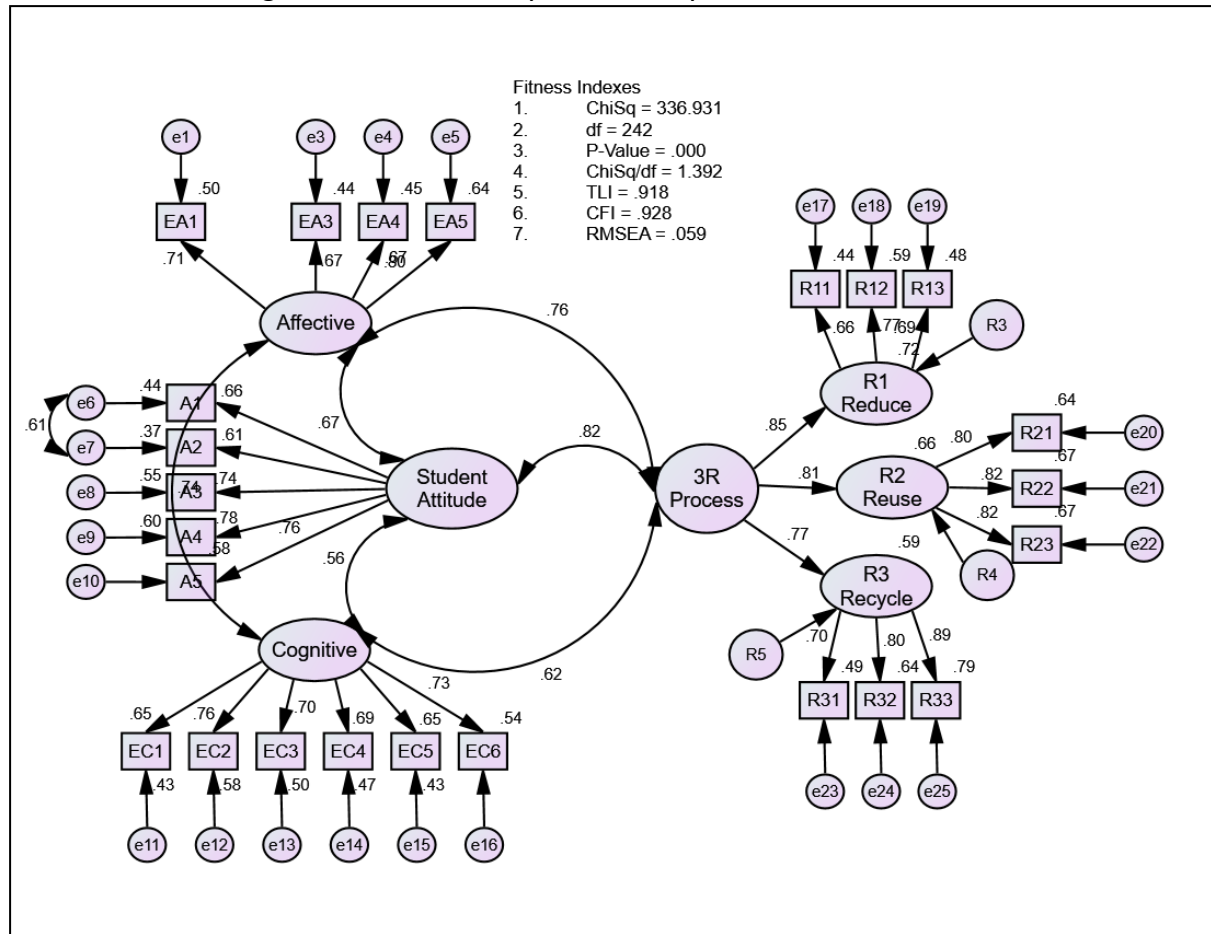 Fitness Indexes
1. ChiSq = 336.931
2. df = 242
3. P-Value = .000
4. ChiSq/df = 1.392
5. TLI = .918
6. CFI = .928
7. RMSEA = .059
e1 e3 e4 e5
.50 .44 .45 .64
EA1 EA3 EA4 EA5
.71 .67 .67 .80
Affective
.76
e17 e18 e19
.44 .59 .48
R11 R12 R13
.66 .77 .69
R3
.72
R1
Reduce
.61
e6 .44 A1 .66
e7 .37 A2 .61
e8 .55 A3 .74
.74
e9 .60 A4 .78
e10 .58 A5 .76
.67
Student
Attitude
.82
.56
3R
Process
.85
.81
.77
.66
R2
Reuse
.80 .64 R21 e20
.82 .67 R22 e21
.82 .67 R23 e22
R4
.59
R3
Recycle
R5
.70 .80 .89
.49 .64 .79
R31 R32 R33
e23 e24 e25
Cognitive
.62
.65 .76 .70 .69 .65 .73
.54
EC1 EC2 EC3 EC4 EC5 EC6
.43 .58 .50 .47 .43
e11 e12 e13 e14 e15 e16